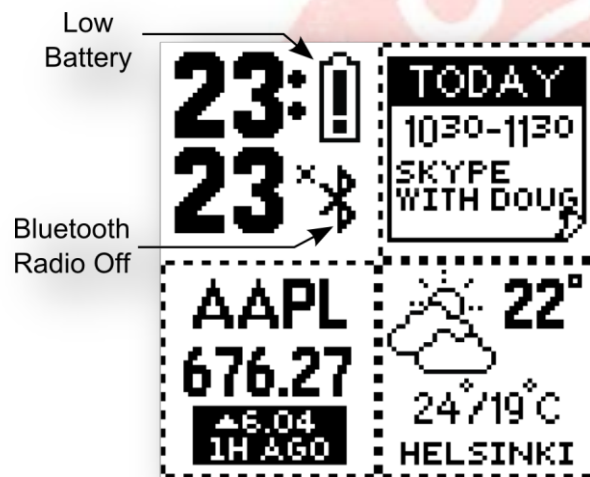 Low
Battery
23:
23
Bluetooth
Radio Off
TODAY
1030-1130
SKYPE
WITH DOUG
AAPL
676.27
▲6.04
1H AGO
22°
24°/19°C
HELSINKI